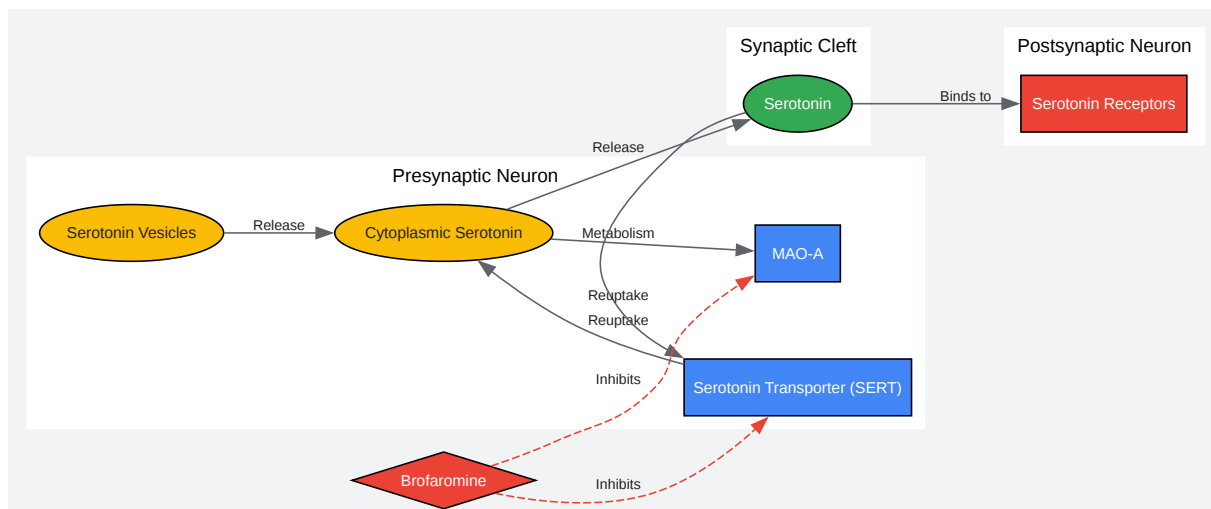 Synaptic Cleft
Postsynaptic Neuron
Serotonin
Binds to
Serotonin Receptors
Release
Presynaptic Neuron
Serotonin Vesicles
Release
Cytoplasmic Serotonin
Metabolism
MAO-A
Reuptake
Reuptake
Inhibits
Serotonin Transporter (SERT)
Brofaromine
Inhibits